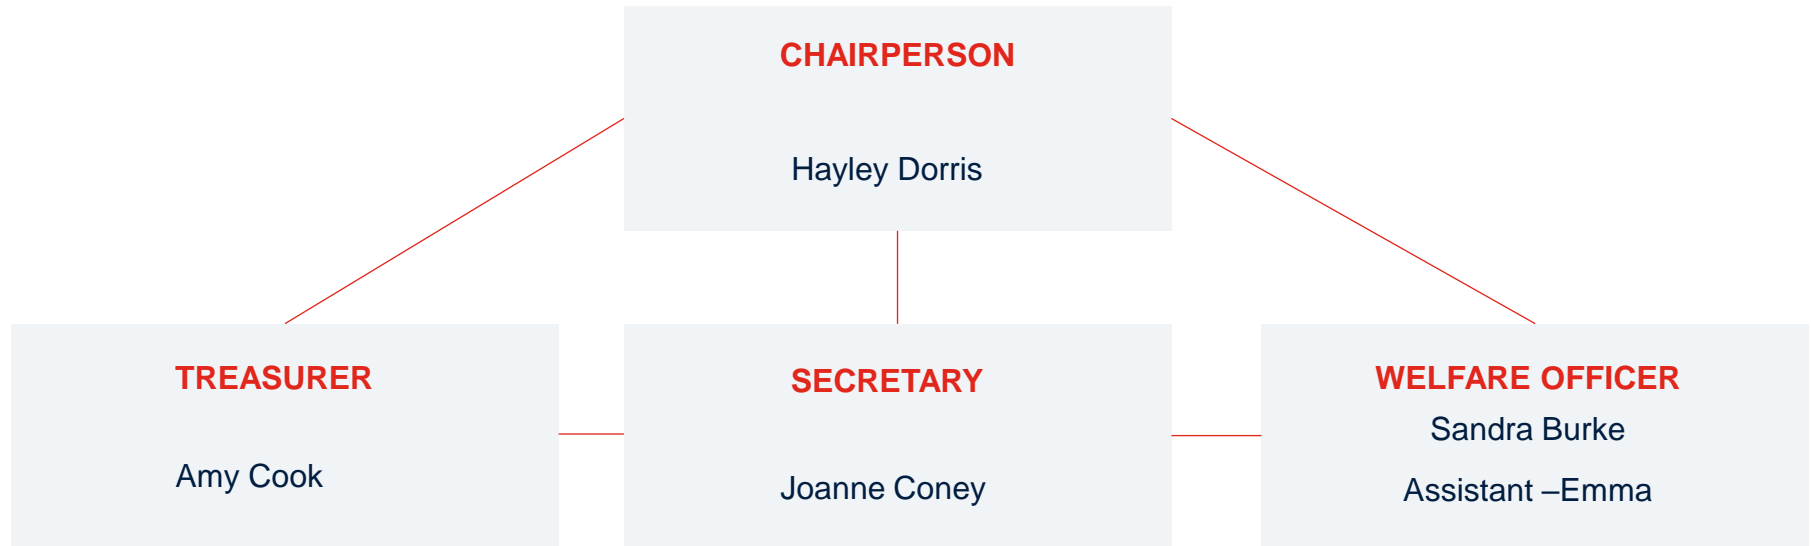 CHAIRPERSON
Hayley Dorris
TREASURER
Amy Cook
SECRETARY
Joanne Coney
WELFARE OFFICER
Sandra Burke
Assistant –Emma